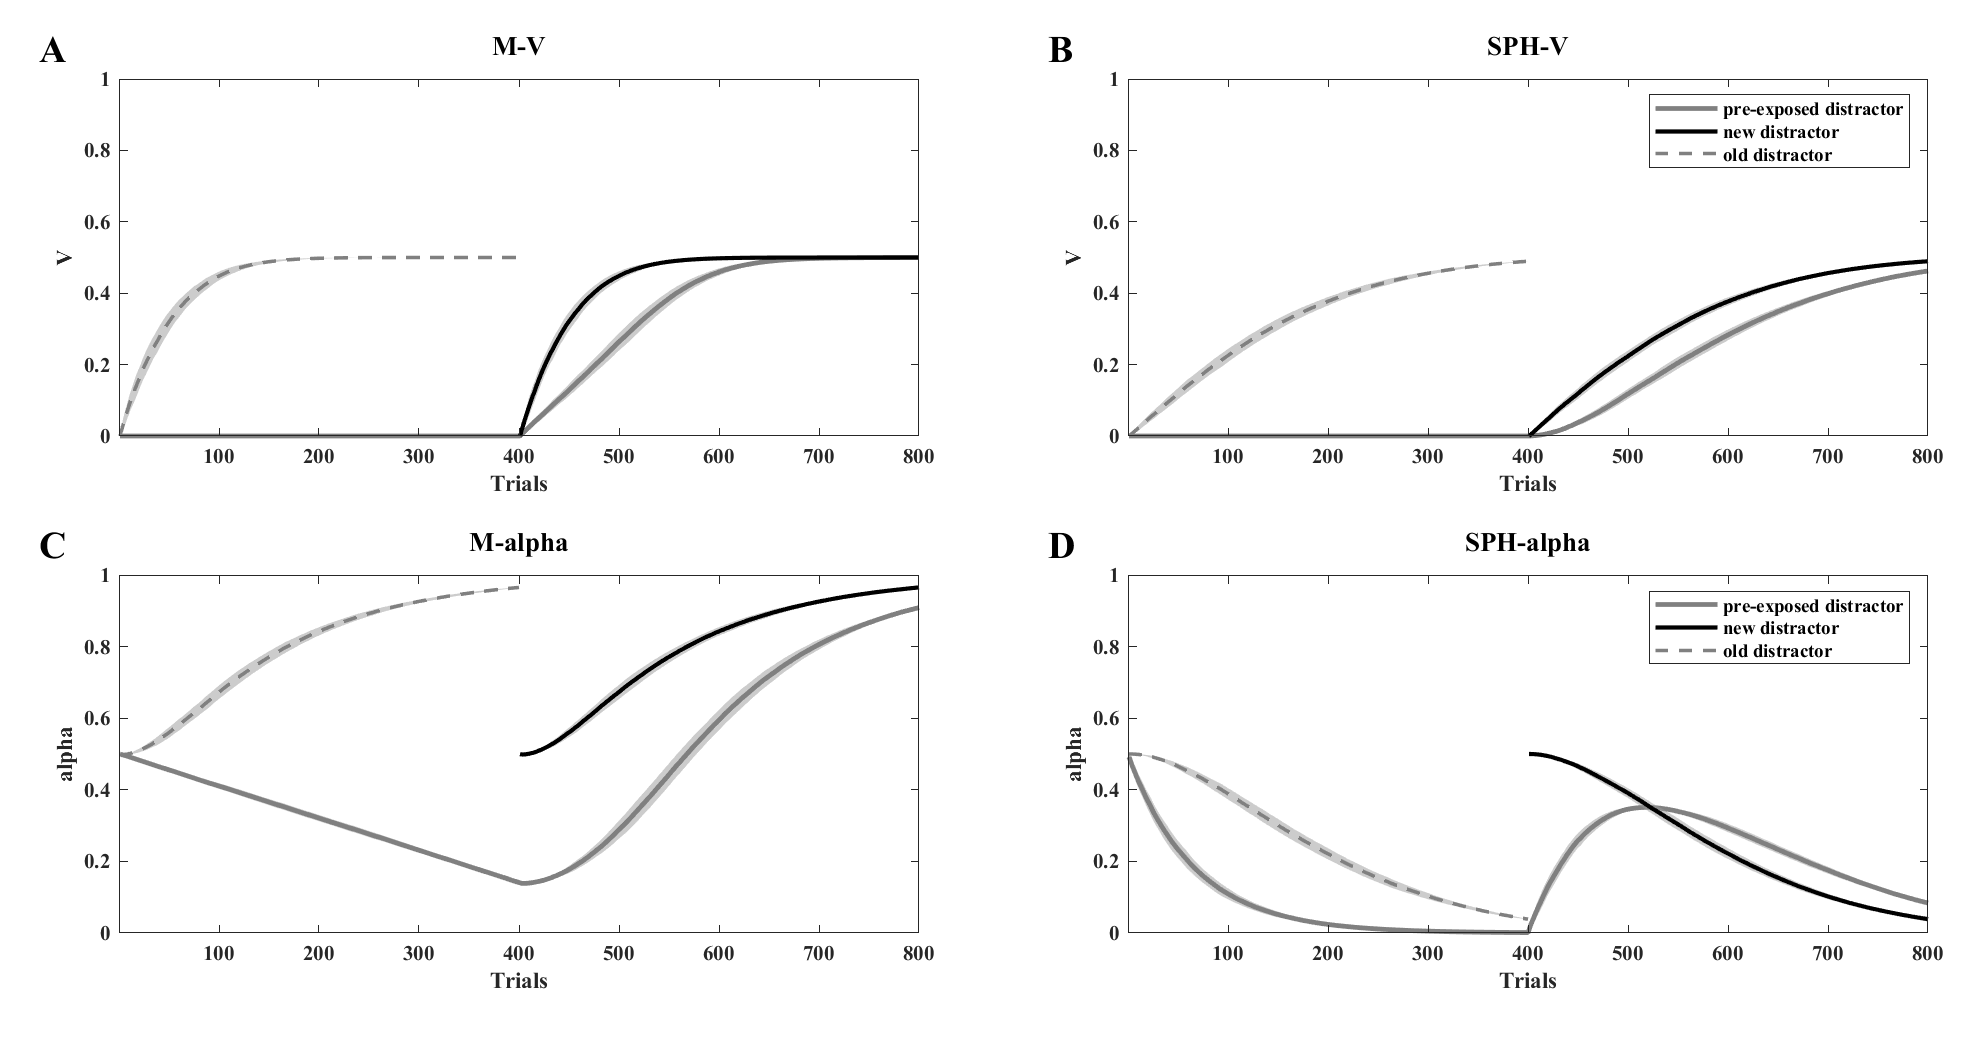 A
M-V
1
0.8
0.6
0.4
0.2
0
V
100 200 300 400 500 600 700 800
Trials
B
SPH-V
1
0.8
0.6
0.4
0.2
0
V
pre-exposed distractor
new distractor
old distractor
100 200 300 400 500 600 700 800
Trials
C
M-alpha
1
0.8
0.6
0.4
0.2
0
alpha
100 200 300 400 500 600 700 800
Trials
D
SPH-alpha
1
0.8
0.6
0.4
0.2
0
alpha
pre-exposed distractor
new distractor
old distractor
100 200 300 400 500 600 700 800
Trials